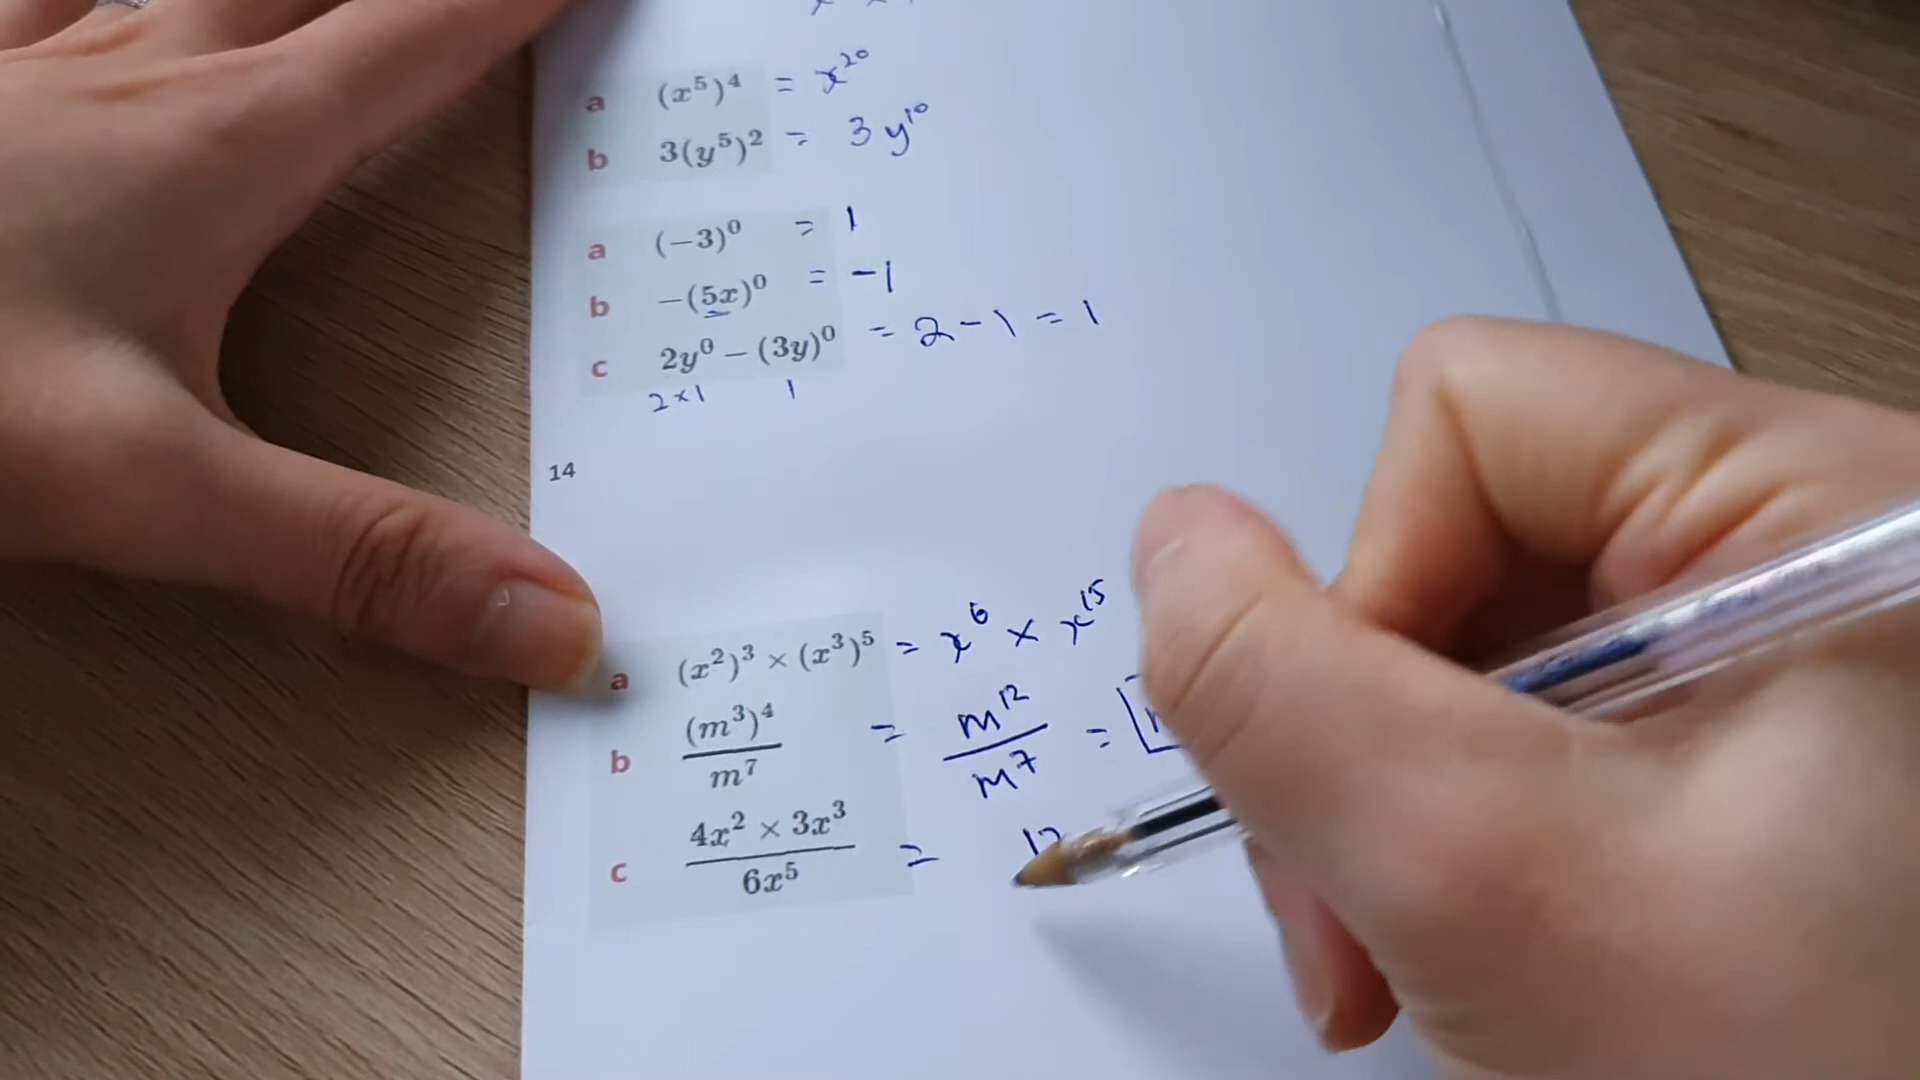 a (x⁵)⁴ = x²⁰
b 3(y⁵)² = 3y¹⁰
a (−3)⁰ = 1
b −(5x)⁰ = −1
c 2y⁰ − (3y)⁰ = 2 − 1 = 1
2×1 1
14
a (x²)³ × (x³)⁵ = x⁶ × x¹⁵
b (m³)⁴/m⁷ = m¹²/m⁷ =
c (4x² × 3x³)/6x⁵ = 12